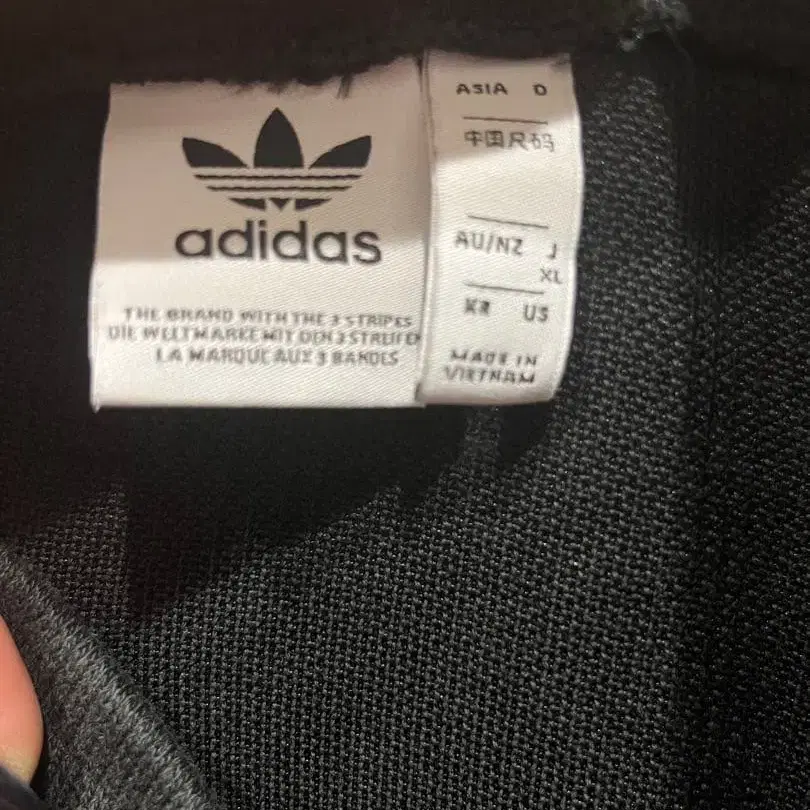 adidas
THE BRAND WITH THE 3 STRIPES
DIE WELTMARKE MIT DEN 3 STREIFEN
LA MARQUE AUX 3 BANDES
ASIA D
中国尺码
AU/NZ J
XL
KR US
MADE IN
VIETNAM